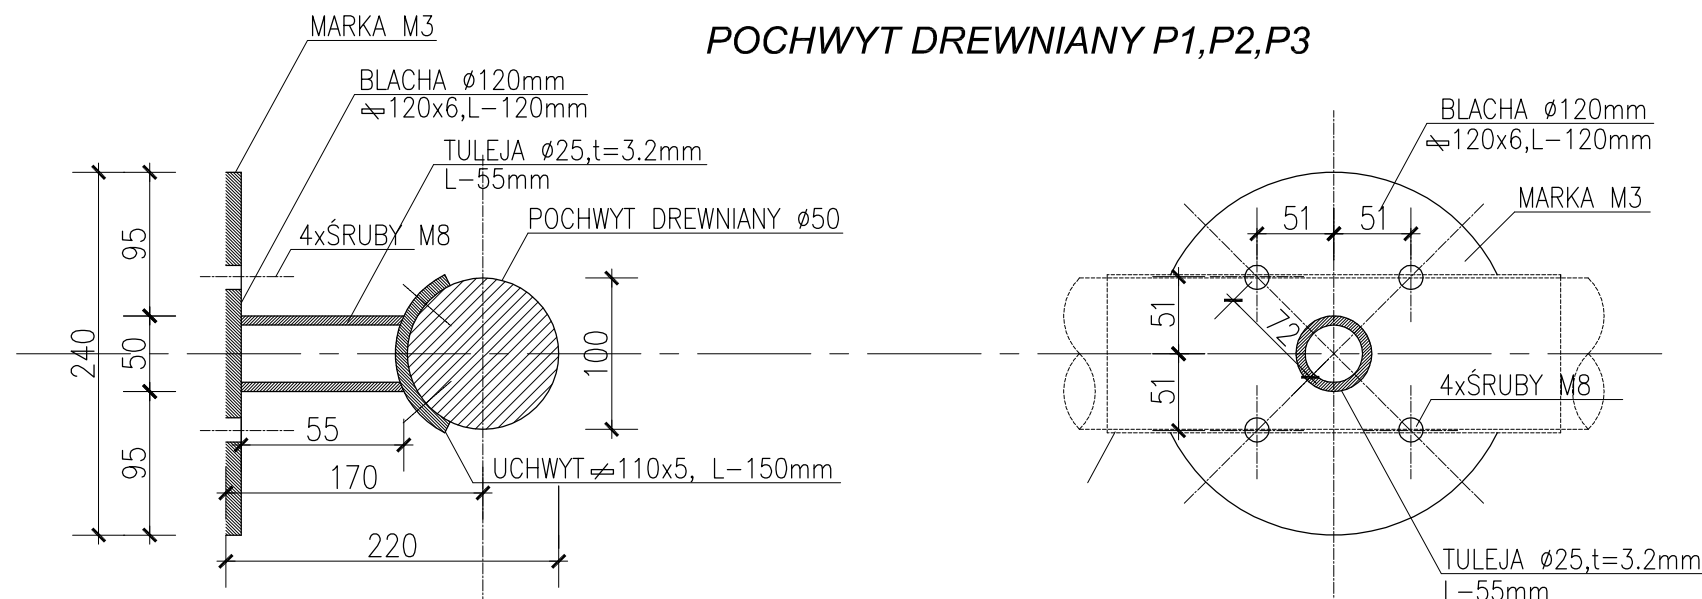 MARKA M3
POCHWYT DREWNIANY P1,P2,P3
BLACHA ø120mm
120x6,L-120mm
TULEJA ø25,t=3.2mm
L-55mm
POCHWYT DREWNIANY ø50
4xŚRUBY M8
95
240
50
95
55
170
220
100
UCHWYT 110x5, L-150mm
BLACHA ø120mm
120x6,L-120mm
MARKA M3
51
51
51
51
72
4xŚRUBY M8
TULEJA ø25,t=3.2mm
L-55mm